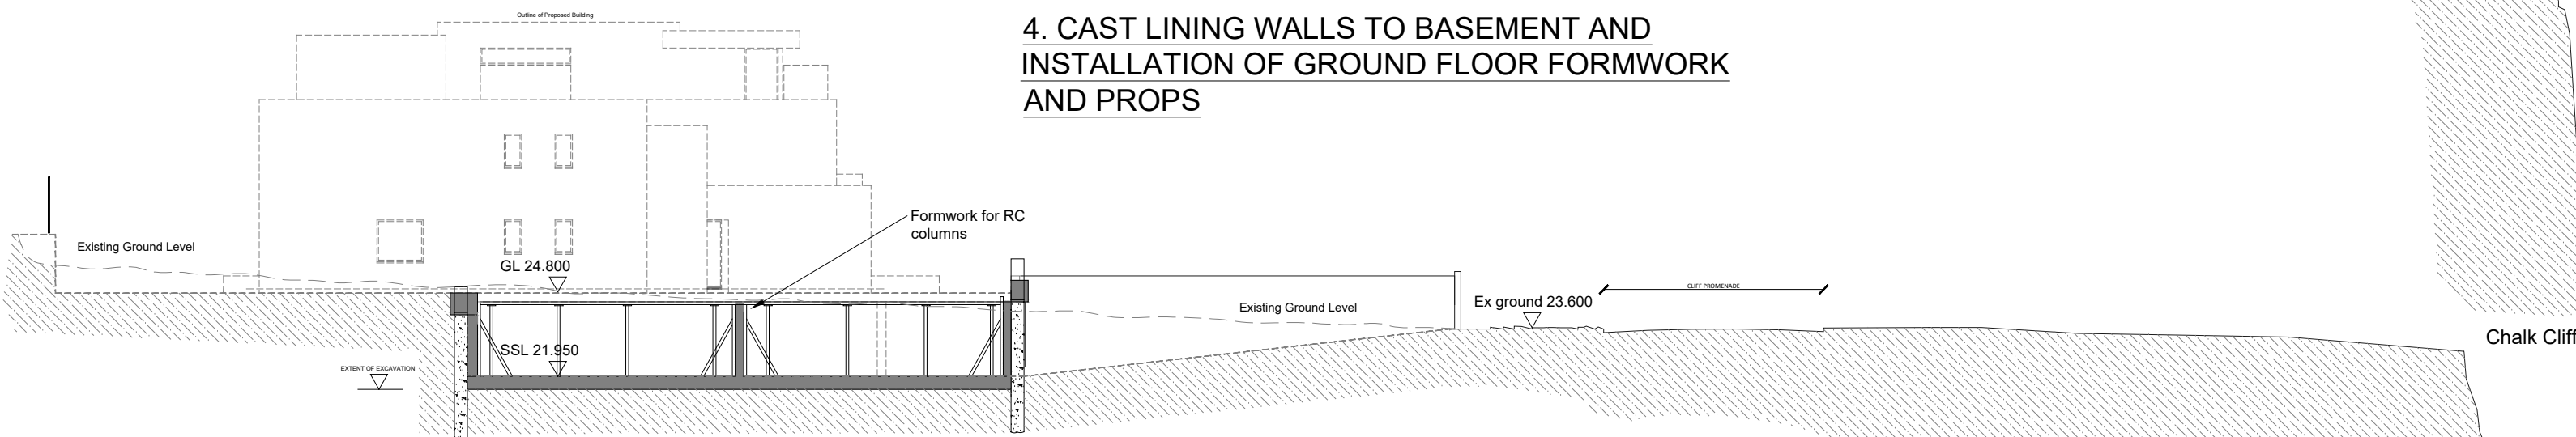 Outline of Proposed Building
4. CAST LINING WALLS TO BASEMENT AND
INSTALLATION OF GROUND FLOOR FORMWORK
AND PROPS
Formwork for RC
columns
Existing Ground Level
GL 24.800
Existing Ground Level
Ex ground 23.600
CLIFF PROMENADE
SSL 21.950
EXTENT OF EXCAVATION
Chalk Cliff